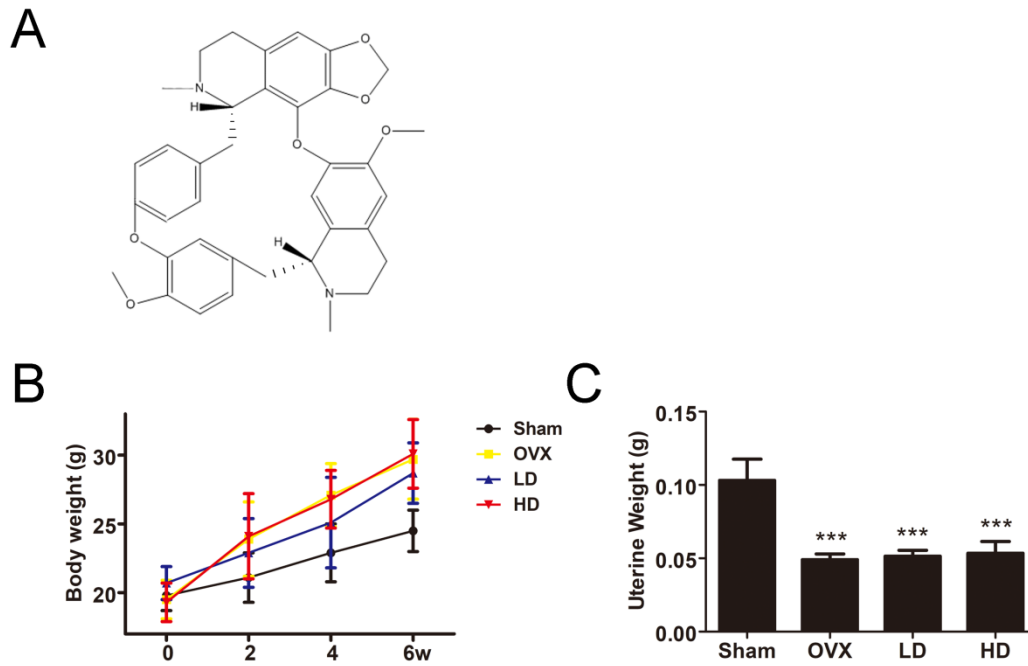 A
O
O
N
H
O
O
O
H
N
O
B
C
Body weight (g)
30
25
20
0 2 4 6w
Sham
OVX
LD
HD
Uterine Weight (g)
0.15
0.10
0.05
0.00
*** *** ***
Sham OVX LD HD